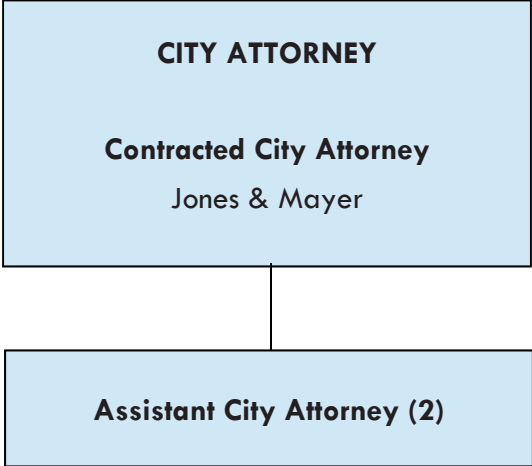 CITY ATTORNEY
Contracted City Attorney
Jones & Mayer
Assistant City Attorney (2)